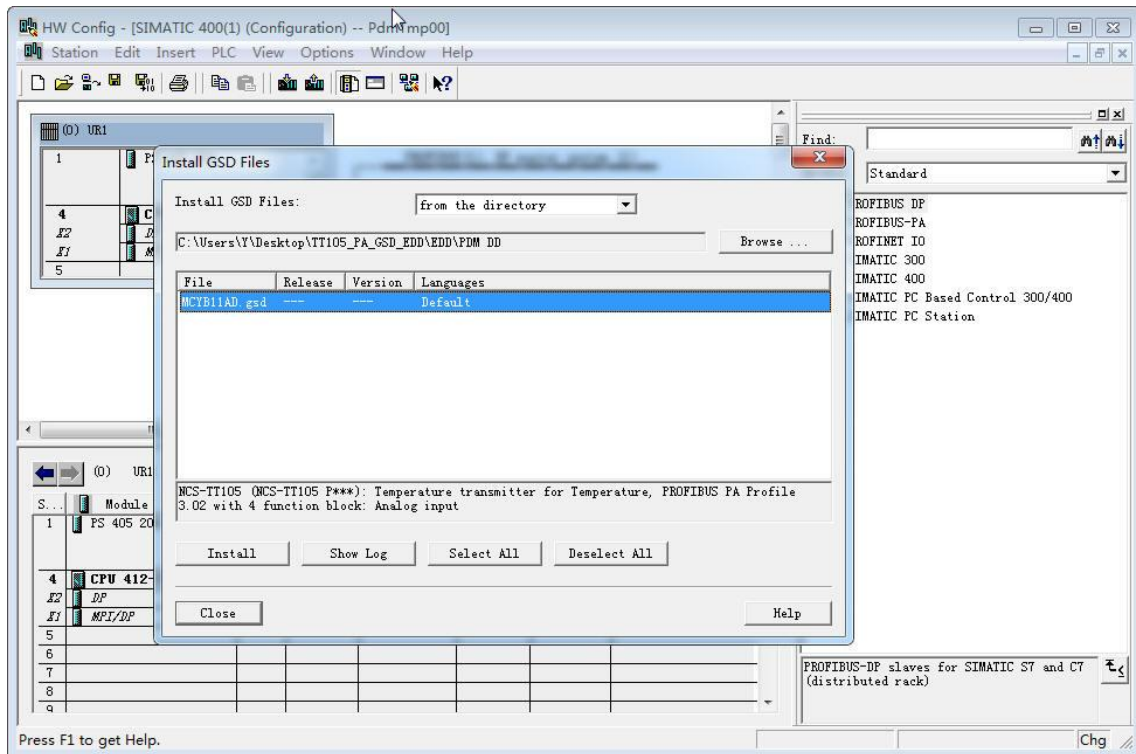 HW Config - [SIMATIC 400(1) (Configuration) -- PdmTmp00]
Station Edit Insert PLC View Options Window Help
(0) UR1
1
4
X2
X1
5
Install GSD Files
Install GSD Files:
from the directory
C:\Users\Y\Desktop\TT105_PA_GSD_EDD\EDD\PDM DD
Browse ...
File Release Version Languages
MCYB11AD.gsd --- --- Default
NCS-TT105 (NCS-TT105 P***): Temperature transmitter for Temperature, PROFIBUS PA Profile
3.02 with 4 function block: Analog input
Install Show Log Select All Deselect All
Close Help
Find:
Standard
ROFIBUS DP
ROFIBUS-PA
ROFINET IO
IMATIC 300
IMATIC 400
IMATIC PC Based Control 300/400
IMATIC PC Station
PROFIBUS-DP slaves for SIMATIC S7 and C7
(distributed rack)
(0) UR1
S... Module
1 PS 405 20
4 CPU 412-
X2 DP
X1 MPI/DP
5
6
7
8
9
Press F1 to get Help.
Chg